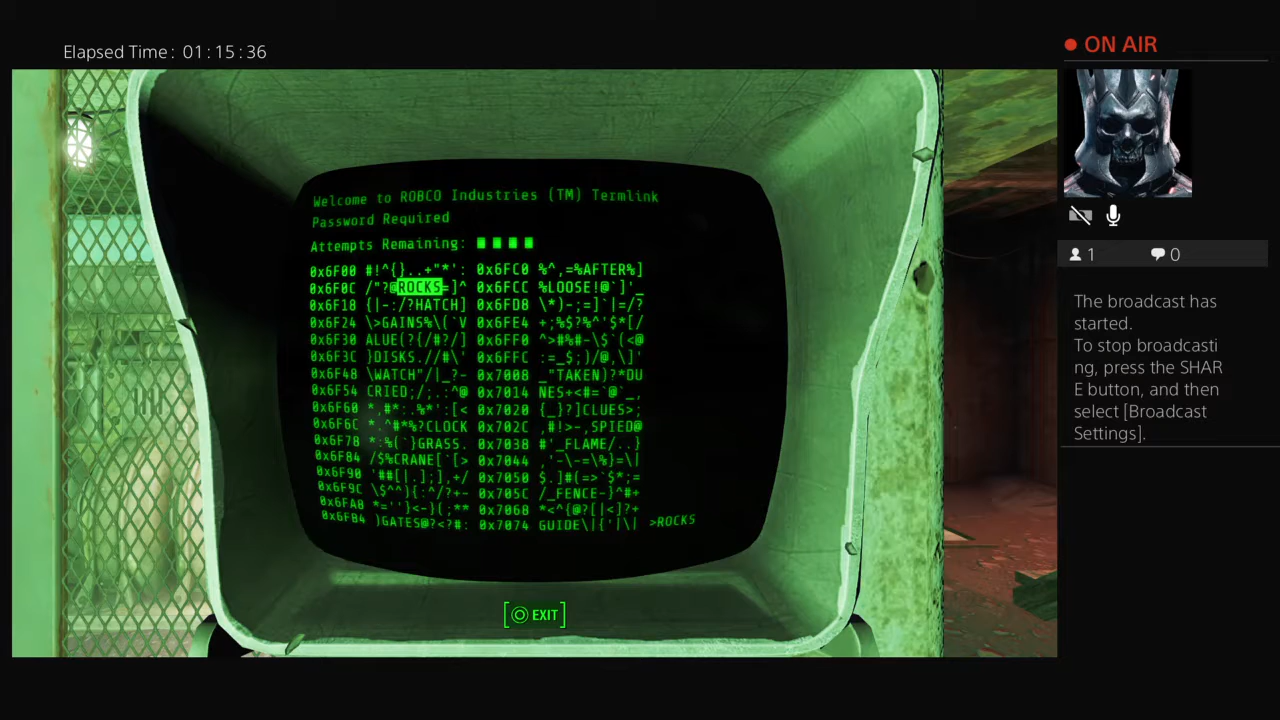 Elapsed Time: 01:15:36
ON AIR
Welcome to ROBCO Industries (TM) Termlink
Password Required
Attempts Remaining:
0x6F00 #!^{}..+"*': 0x6FC0 %^,=%AFTER%]
0x6F0C /"?@ROCKS=]^ 0x6FCC %LOOSE!@`]'_
0x6F18 {|-:/?HATCH] 0x6FD8 \*)-;=]`|=/?
0x6F24 \>GAINS%\(`V 0x6FE4 +;%$?%^'$*[/
0x6F30 ALUE(?{/#?/] 0x6FF0 ^>#%#-\$`(<@
0x6F3C }DISKS.//#\' 0x6FFC :=_$;)/@,\]'
0x6F48 \WATCH"/|_?- 0x7008 _"TAKEN)?*DU
0x6F54 CRIED;/;.:^@ 0x7014 NES+<#=`@`_,
0x6F60 *,#*:.%*':[< 0x7020 {_}?]CLUES>;
0x6F6C *.^#*%?CLOCK 0x702C ,#!>-,SPIED@
0x6F78 *:%(`}GRASS. 0x7038 #'_FLAME/..}
0x6F84 /$%CRANE[`[> 0x7044 ,'-\-=\%}=\|
0x6F90 '##[|.];],+/ 0x7050 $.]#(=>`$*;=
0x6F9C \$^^){:^/?+- 0x705C /_FENCE-}^#+
0x6FA8 *=''}<-)(;** 0x7068 *<^{@?[|<]?+
0x6FB4 )GATES@?<?#: 0x7074 GUIDE\|{'|\| >ROCKS
EXIT
1 0
The broadcast has
started.
To stop broadcasti
ng, press the SHAR
E button, and then
select [Broadcast
Settings].